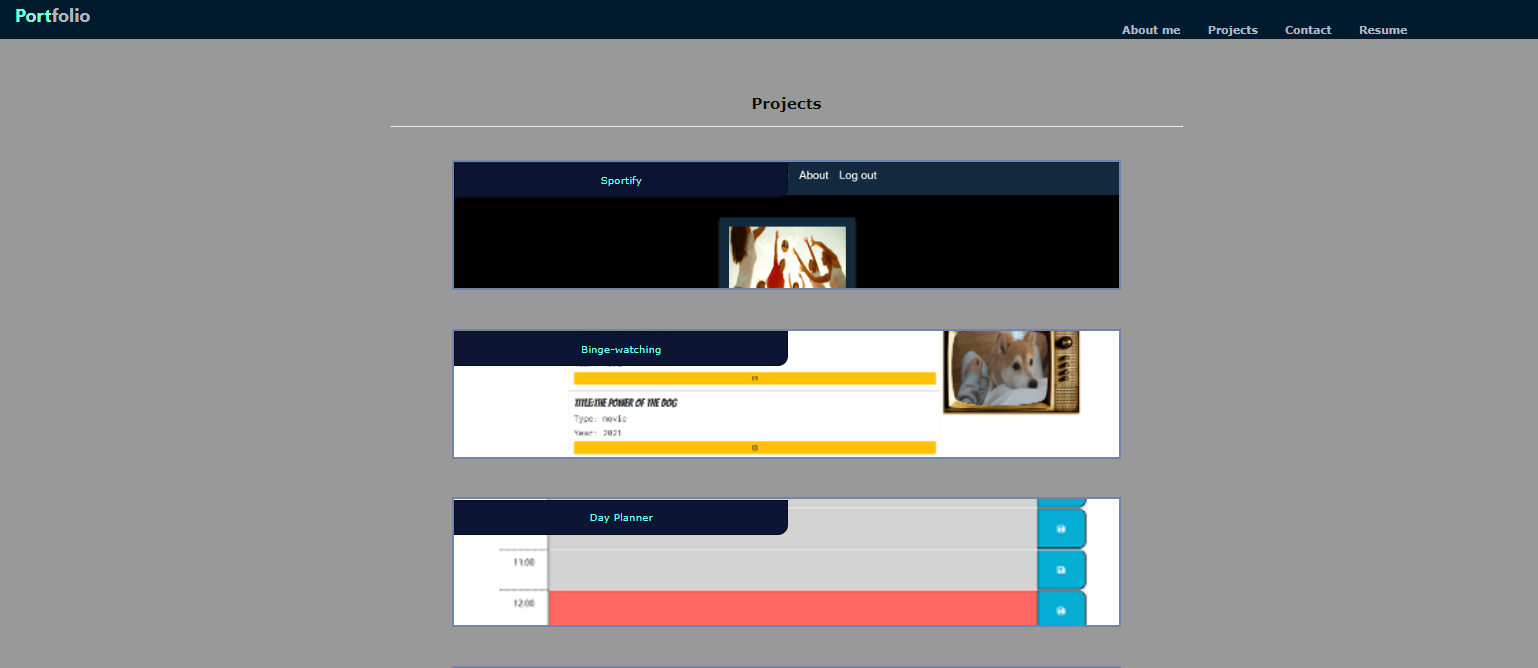 Portfolio
About me Projects Contact Resume
Projects
Sportify
About Log out
Binge-watching
TITLE:THE POWER OF THE DOG
Type: movie
Year: 2021
Day Planner
11:00
12:00